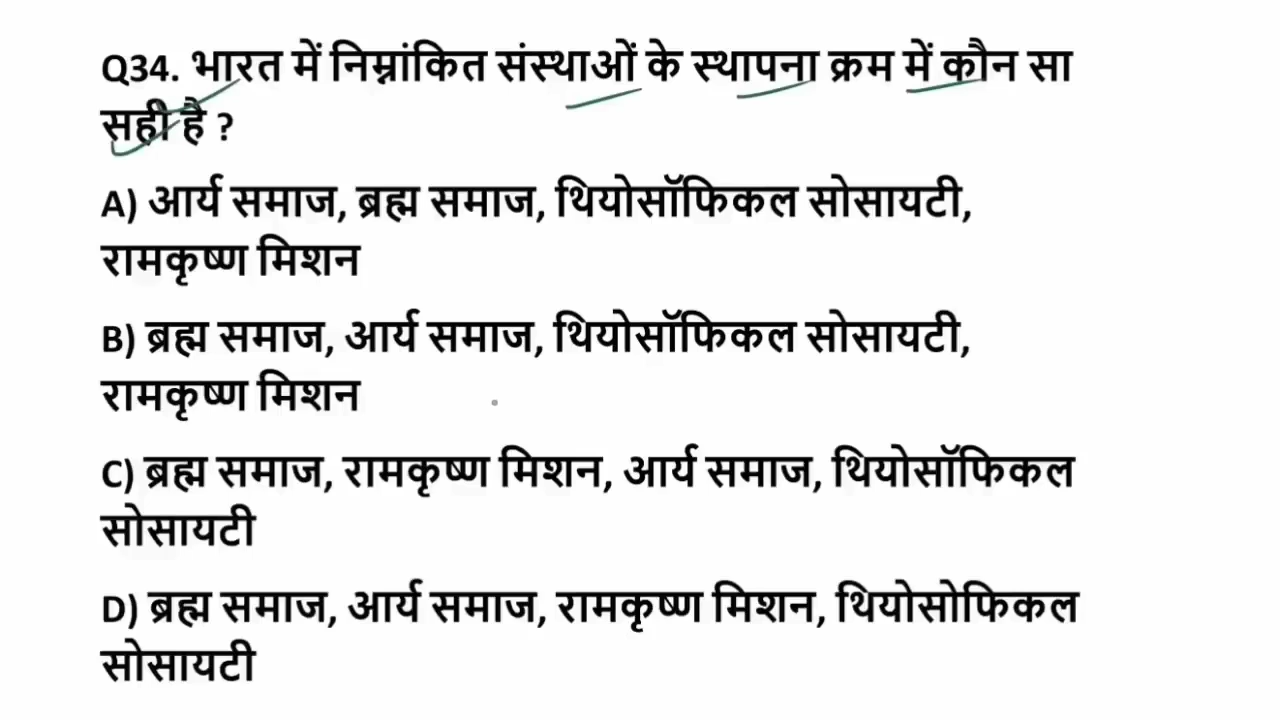 Q34. भारत में निम्नांकित संस्थाओं के स्थापना क्रम में कौन सा
सही है ?
A) आर्य समाज, ब्रह्म समाज, थियोसॉफिकल सोसायटी,
रामकृष्ण मिशन
B) ब्रह्म समाज, आर्य समाज, थियोसॉफिकल सोसायटी,
रामकृष्ण मिशन
C) ब्रह्म समाज, रामकृष्ण मिशन, आर्य समाज, थियोसॉफिकल
सोसायटी
D) ब्रह्म समाज, आर्य समाज, रामकृष्ण मिशन, थियोसोफिकल
सोसायटी